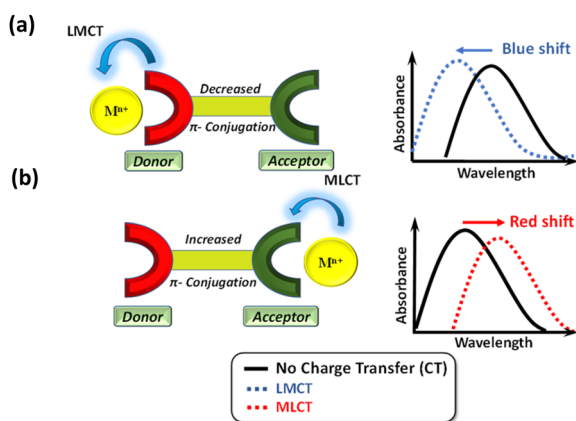 (a)
LMCT
Mⁿ⁺
Decreased
π- Conjugation
Donor
Acceptor
Absorbance
Blue shift
Wavelength
(b)
MLCT
Increased
π- Conjugation
Mⁿ⁺
Donor
Acceptor
Absorbance
Red shift
Wavelength
No Charge Transfer (CT)
LMCT
MLCT